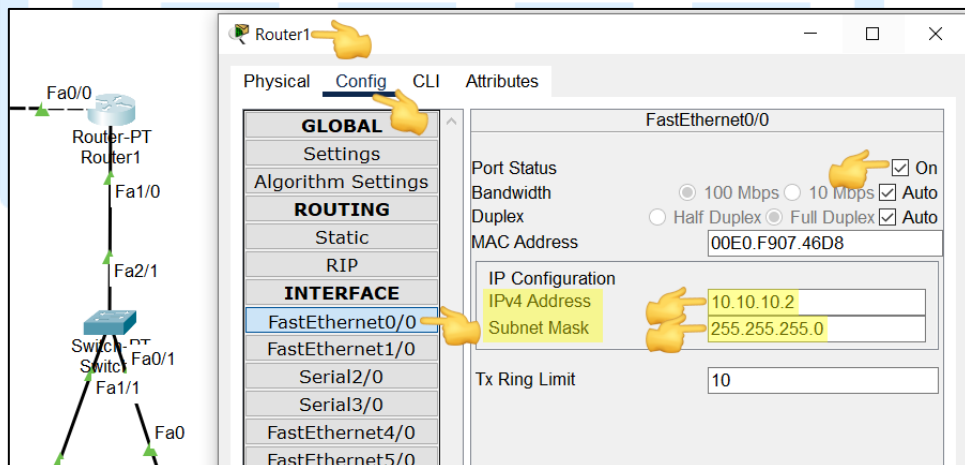 Router1
Physical Config CLI Attributes
Fa0/0
Router-PT
Router1
Fa1/0
Fa2/1
Switch-PT
Fa0/1
Fa1/1
Fa0
GLOBAL
Settings
Algorithm Settings
ROUTING
Static
RIP
INTERFACE
FastEthernet0/0
FastEthernet1/0
Serial2/0
Serial3/0
FastEthernet4/0
FastEthernet5/0
FastEthernet0/0
Port Status On
Bandwidth 100 Mbps 10 Mbps Auto
Duplex Half Duplex Full Duplex Auto
MAC Address 00E0.F907.46D8
IP Configuration
IPv4 Address 10.10.10.2
Subnet Mask 255.255.255.0
Tx Ring Limit 10